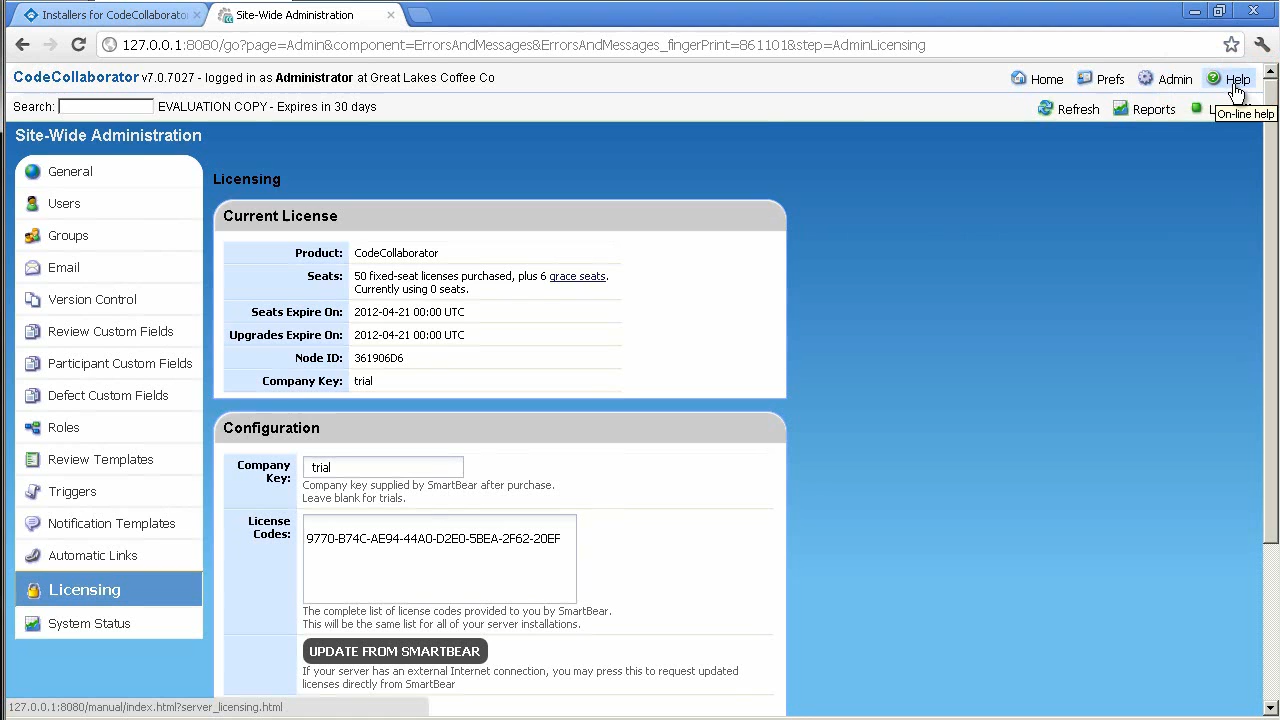 Installers for CodeCollaborator
Site-Wide Administration
127.0.0.1:8080/go?page=Admin&component=ErrorsAndMessages&ErrorsAndMessages_fingerPrint=861101&step=AdminLicensing
CodeCollaborator v7.0.7027 - logged in as Administrator at Great Lakes Coffee Co
Home Prefs Admin Help
Search: EVALUATION COPY - Expires in 30 days
Refresh Reports
On-line help
Site-Wide Administration
General
Users
Groups
Email
Version Control
Review Custom Fields
Participant Custom Fields
Defect Custom Fields
Roles
Review Templates
Triggers
Notification Templates
Automatic Links
Licensing
System Status
Licensing
Current License
Product: CodeCollaborator
Seats: 50 fixed-seat licenses purchased, plus 6 grace seats.
Currently using 0 seats.
Seats Expire On: 2012-04-21 00:00 UTC
Upgrades Expire On: 2012-04-21 00:00 UTC
Node ID: 361906D6
Company Key: trial
Configuration
Company Key: trial
Company key supplied by SmartBear after purchase.
Leave blank for trials.
License Codes:
9770-B74C-AE94-44A0-D2E0-5BEA-2F62-20EF
The complete list of license codes provided to you by SmartBear.
This will be the same list for all of your server installations.
UPDATE FROM SMARTBEAR
If your server has an external Internet connection, you may press this to request updated
licenses directly from SmartBear
127.0.0.1:8080/manual/index.html?server_licensing.html